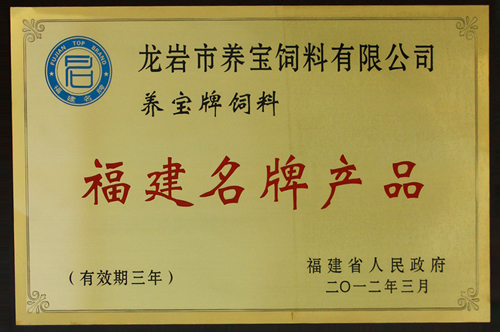 FUJIAN TOP BRAND
福建名牌
龙岩市养宝饲料有限公司
养宝牌饲料
福建名牌产品
(有效期三年)
福建省人民政府
二〇一二年三月